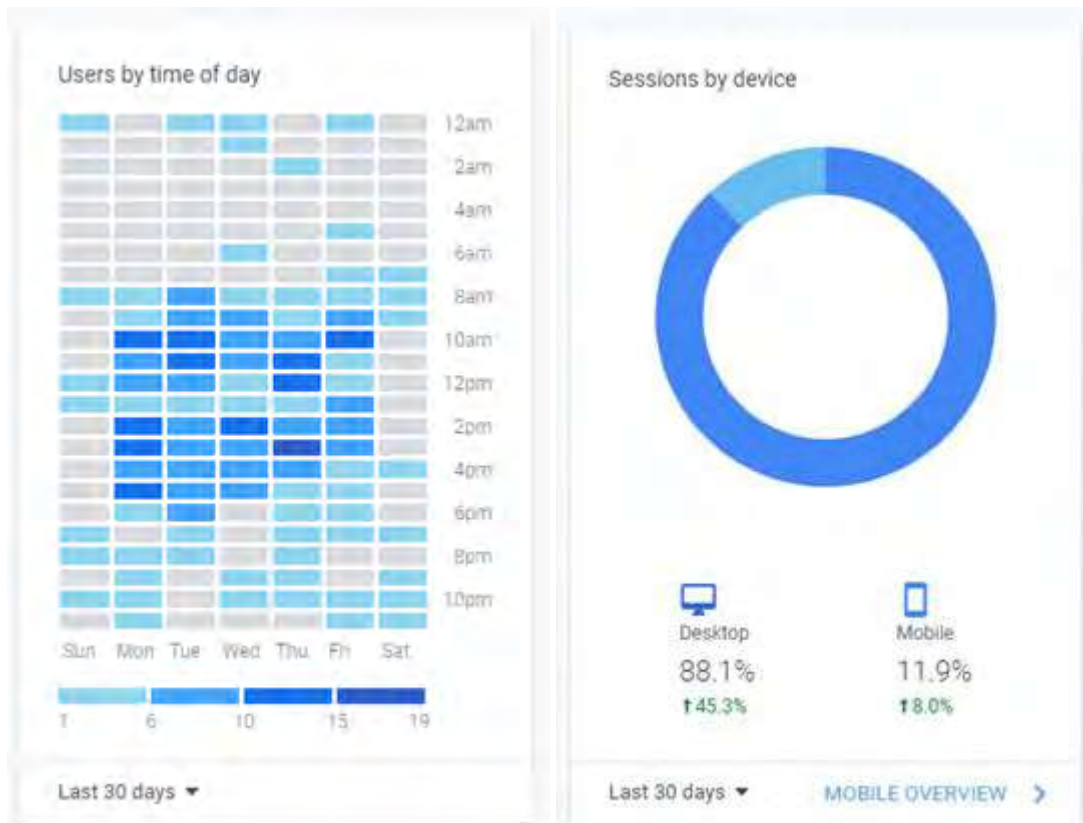 Users by time of day
12am
2am
4am
6am
8am
10am
12pm
2pm
4pm
6pm
8pm
10pm
Sun Mon Tue Wed Thu Fri Sat
1 6 10 15 19
Last 30 days
Sessions by device
Desktop Mobile
88.1% 11.9%
↑45.3% ↑8.0%
Last 30 days MOBILE OVERVIEW